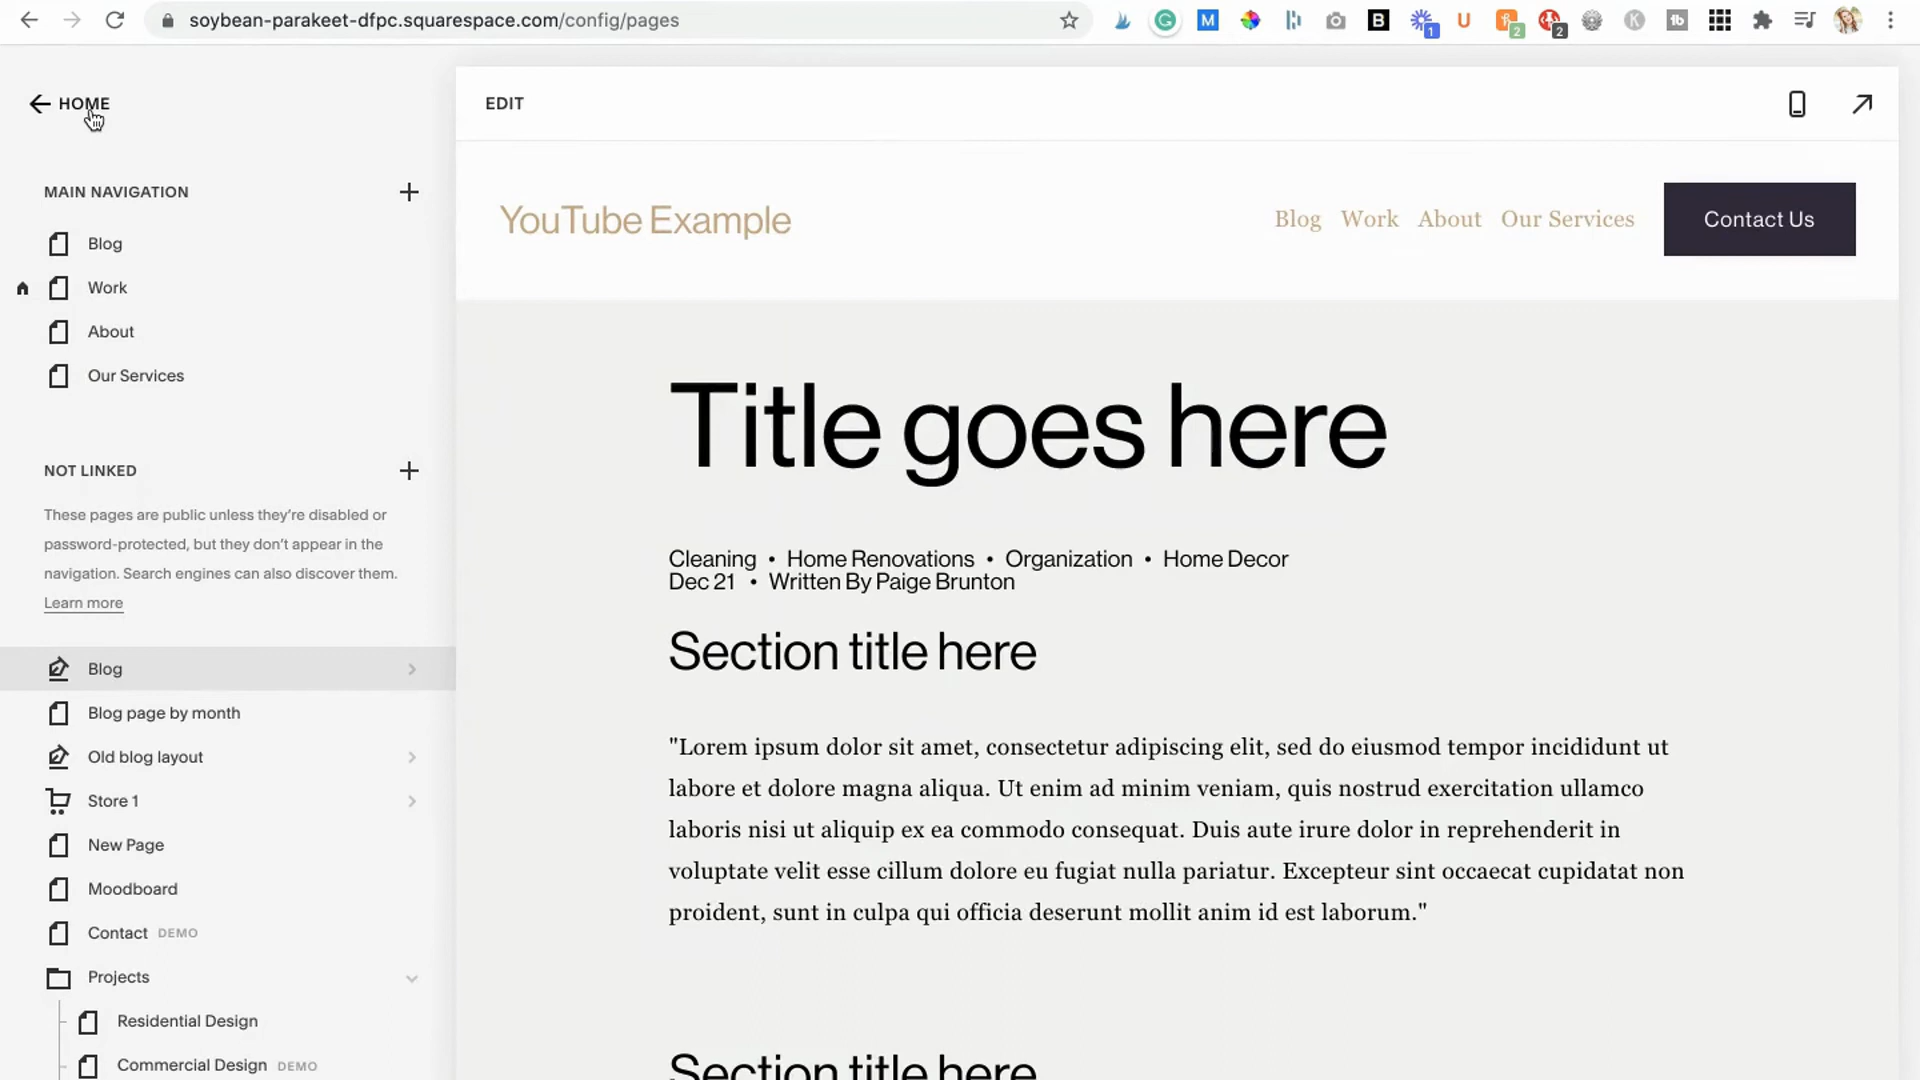 soybean-parakeet-dfpc.squarespace.com/config/pages
M
B
1
U
2
2
K
tb
HOME
MAIN NAVIGATION
Blog
Work
About
Our Services
NOT LINKED
These pages are public unless they're disabled or
password-protected, but they don't appear in the
navigation. Search engines can also discover them.
Learn more
Blog
Blog page by month
Old blog layout
Store 1
New Page
Moodboard
Contact DEMO
Projects
Residential Design
Commercial Design DEMO
EDIT
YouTube Example
Blog Work About Our Services Contact Us
Title goes here
Cleaning • Home Renovations • Organization • Home Decor
Dec 21 • Written By Paige Brunton
Section title here
"Lorem ipsum dolor sit amet, consectetur adipiscing elit, sed do eiusmod tempor incididunt ut
labore et dolore magna aliqua. Ut enim ad minim veniam, quis nostrud exercitation ullamco
laboris nisi ut aliquip ex ea commodo consequat. Duis aute irure dolor in reprehenderit in
voluptate velit esse cillum dolore eu fugiat nulla pariatur. Excepteur sint occaecat cupidatat non
proident, sunt in culpa qui officia deserunt mollit anim id est laborum."
Section title here